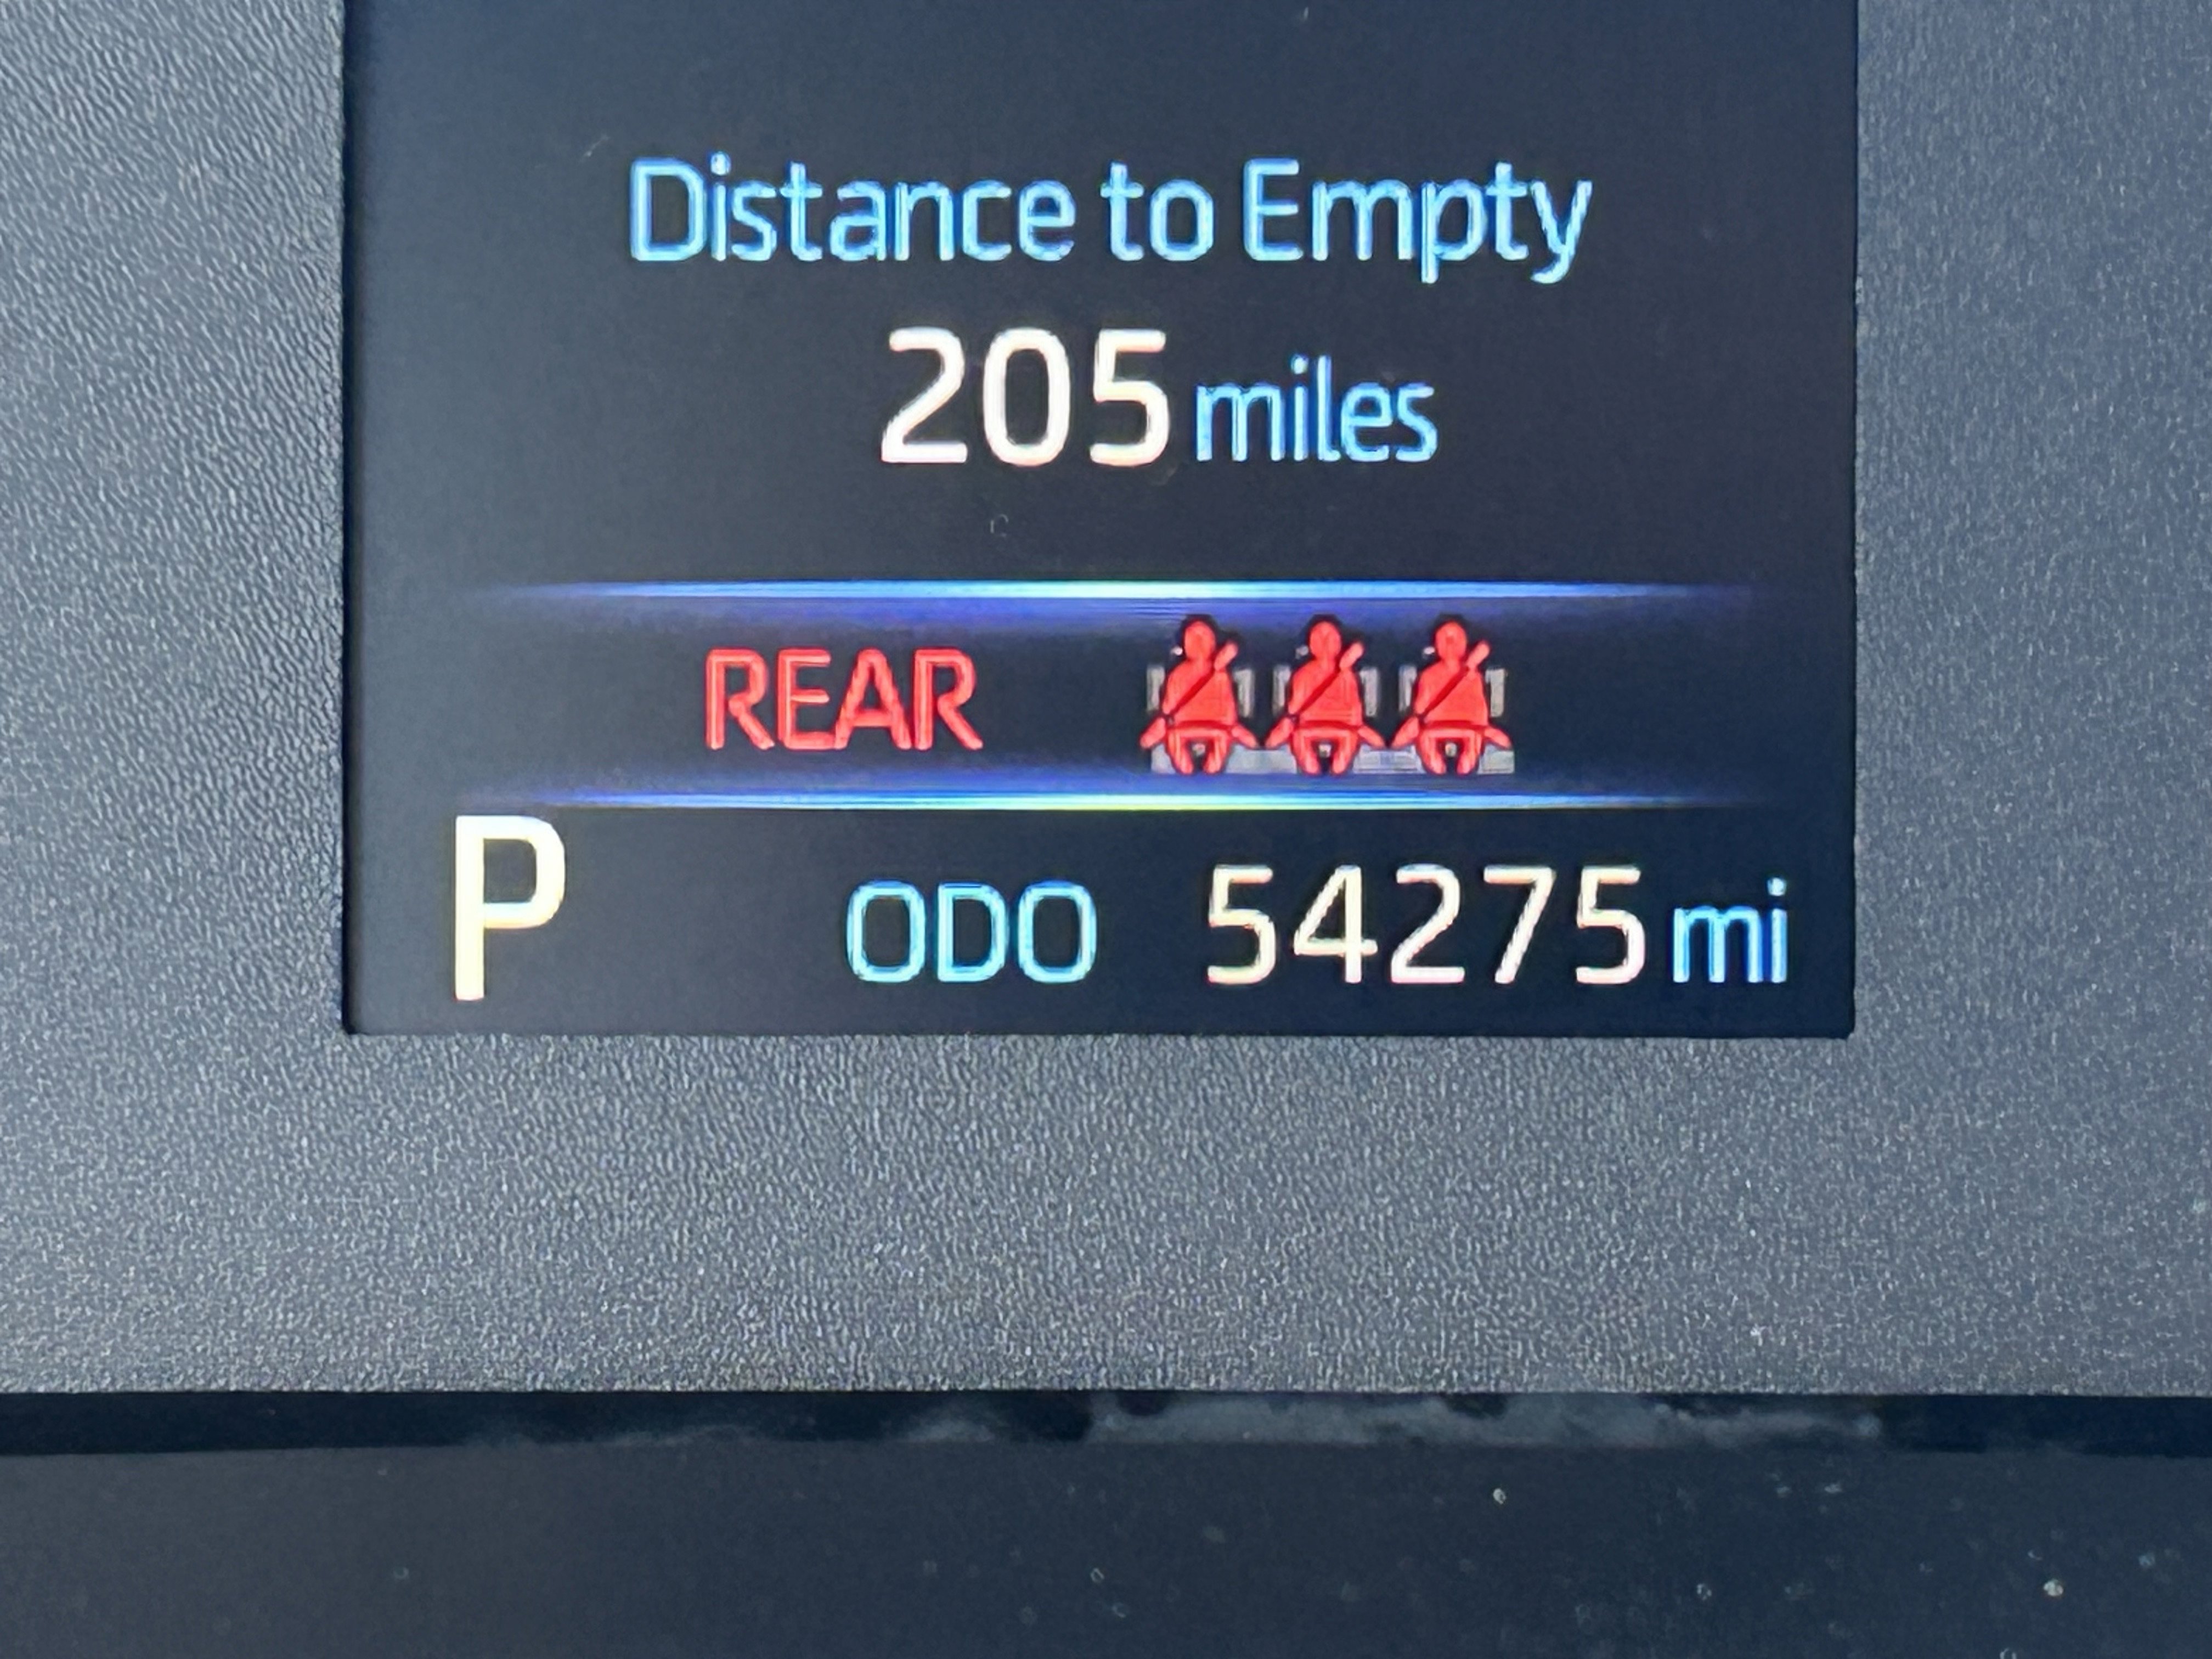 Distance to Empty
205 miles
REAR
P ODO 54275 mi